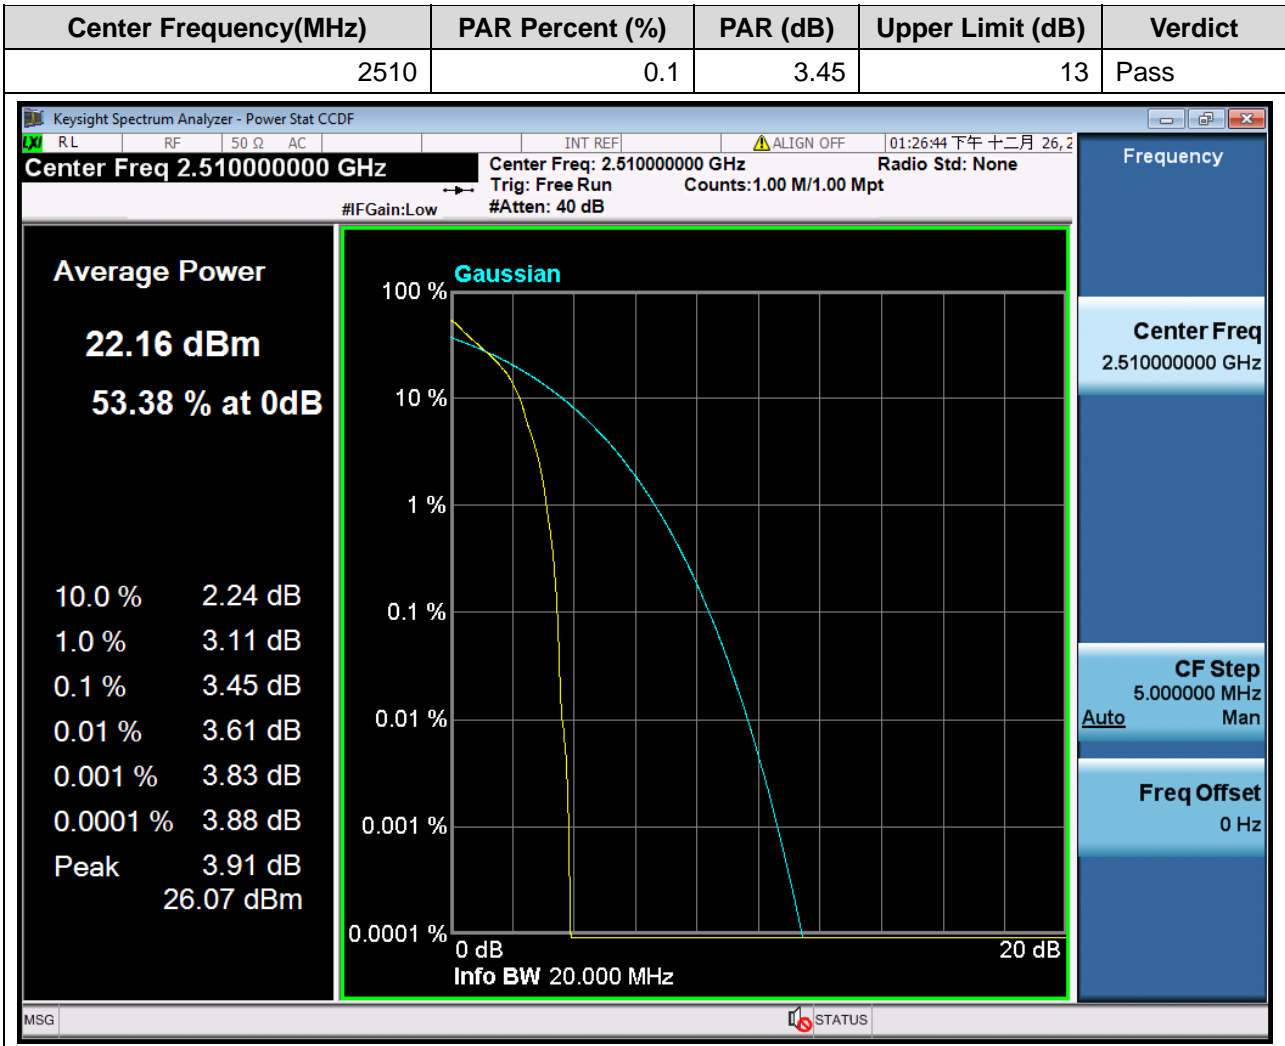 Center Frequency(MHz) PAR Percent (%) PAR (dB) Upper Limit (dB) Verdict
2510 0.1 3.45 13 Pass
Keysight Spectrum Analyzer - Power Stat CCDF
LXI RL RF 50 Ω AC INT REF ALIGN OFF 01:26:44 下午 十二月 26, 2
Center Freq 2.510000000 GHz
Center Freq: 2.510000000 GHz Radio Std: None
Trig: Free Run Counts:1.00 M/1.00 Mpt
#IFGain:Low #Atten: 40 dB
Average Power
22.16 dBm
53.38 % at 0dB
10.0 % 2.24 dB
1.0 % 3.11 dB
0.1 % 3.45 dB
0.01 % 3.61 dB
0.001 % 3.83 dB
0.0001 % 3.88 dB
Peak 3.91 dB
26.07 dBm
Gaussian
100 %
10 %
1 %
0.1 %
0.01 %
0.001 %
0.0001 %
0 dB 20 dB
Info BW 20.000 MHz
Frequency
Center Freq
2.510000000 GHz
CF Step
5.000000 MHz
Auto Man
Freq Offset
0 Hz
MSG STATUS